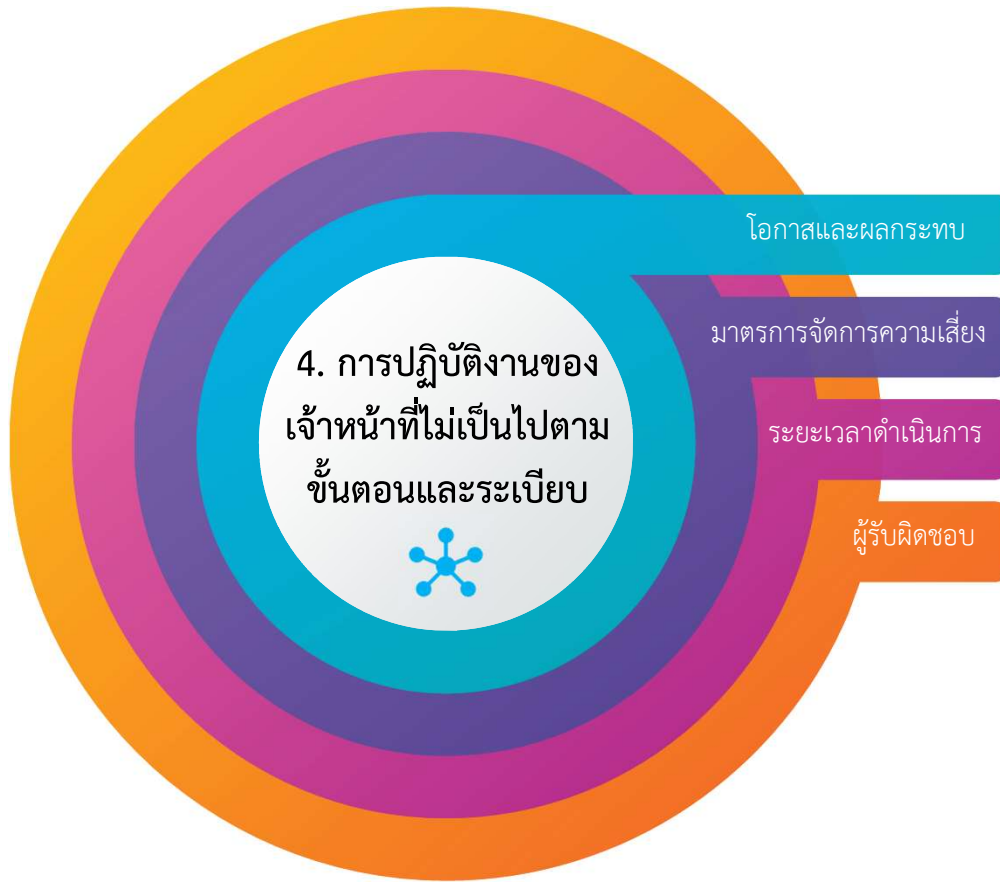 4. การปฏิบัติงานของ
เจ้าหน้าที่ไม่เป็นไปตาม
ขั้นตอนและระเบียบ
โอกาสและผลกระทบ
มาตรการจัดการความเสี่ยง
ระยะเวลาดำเนินการ
ผู้รับผิดชอบ